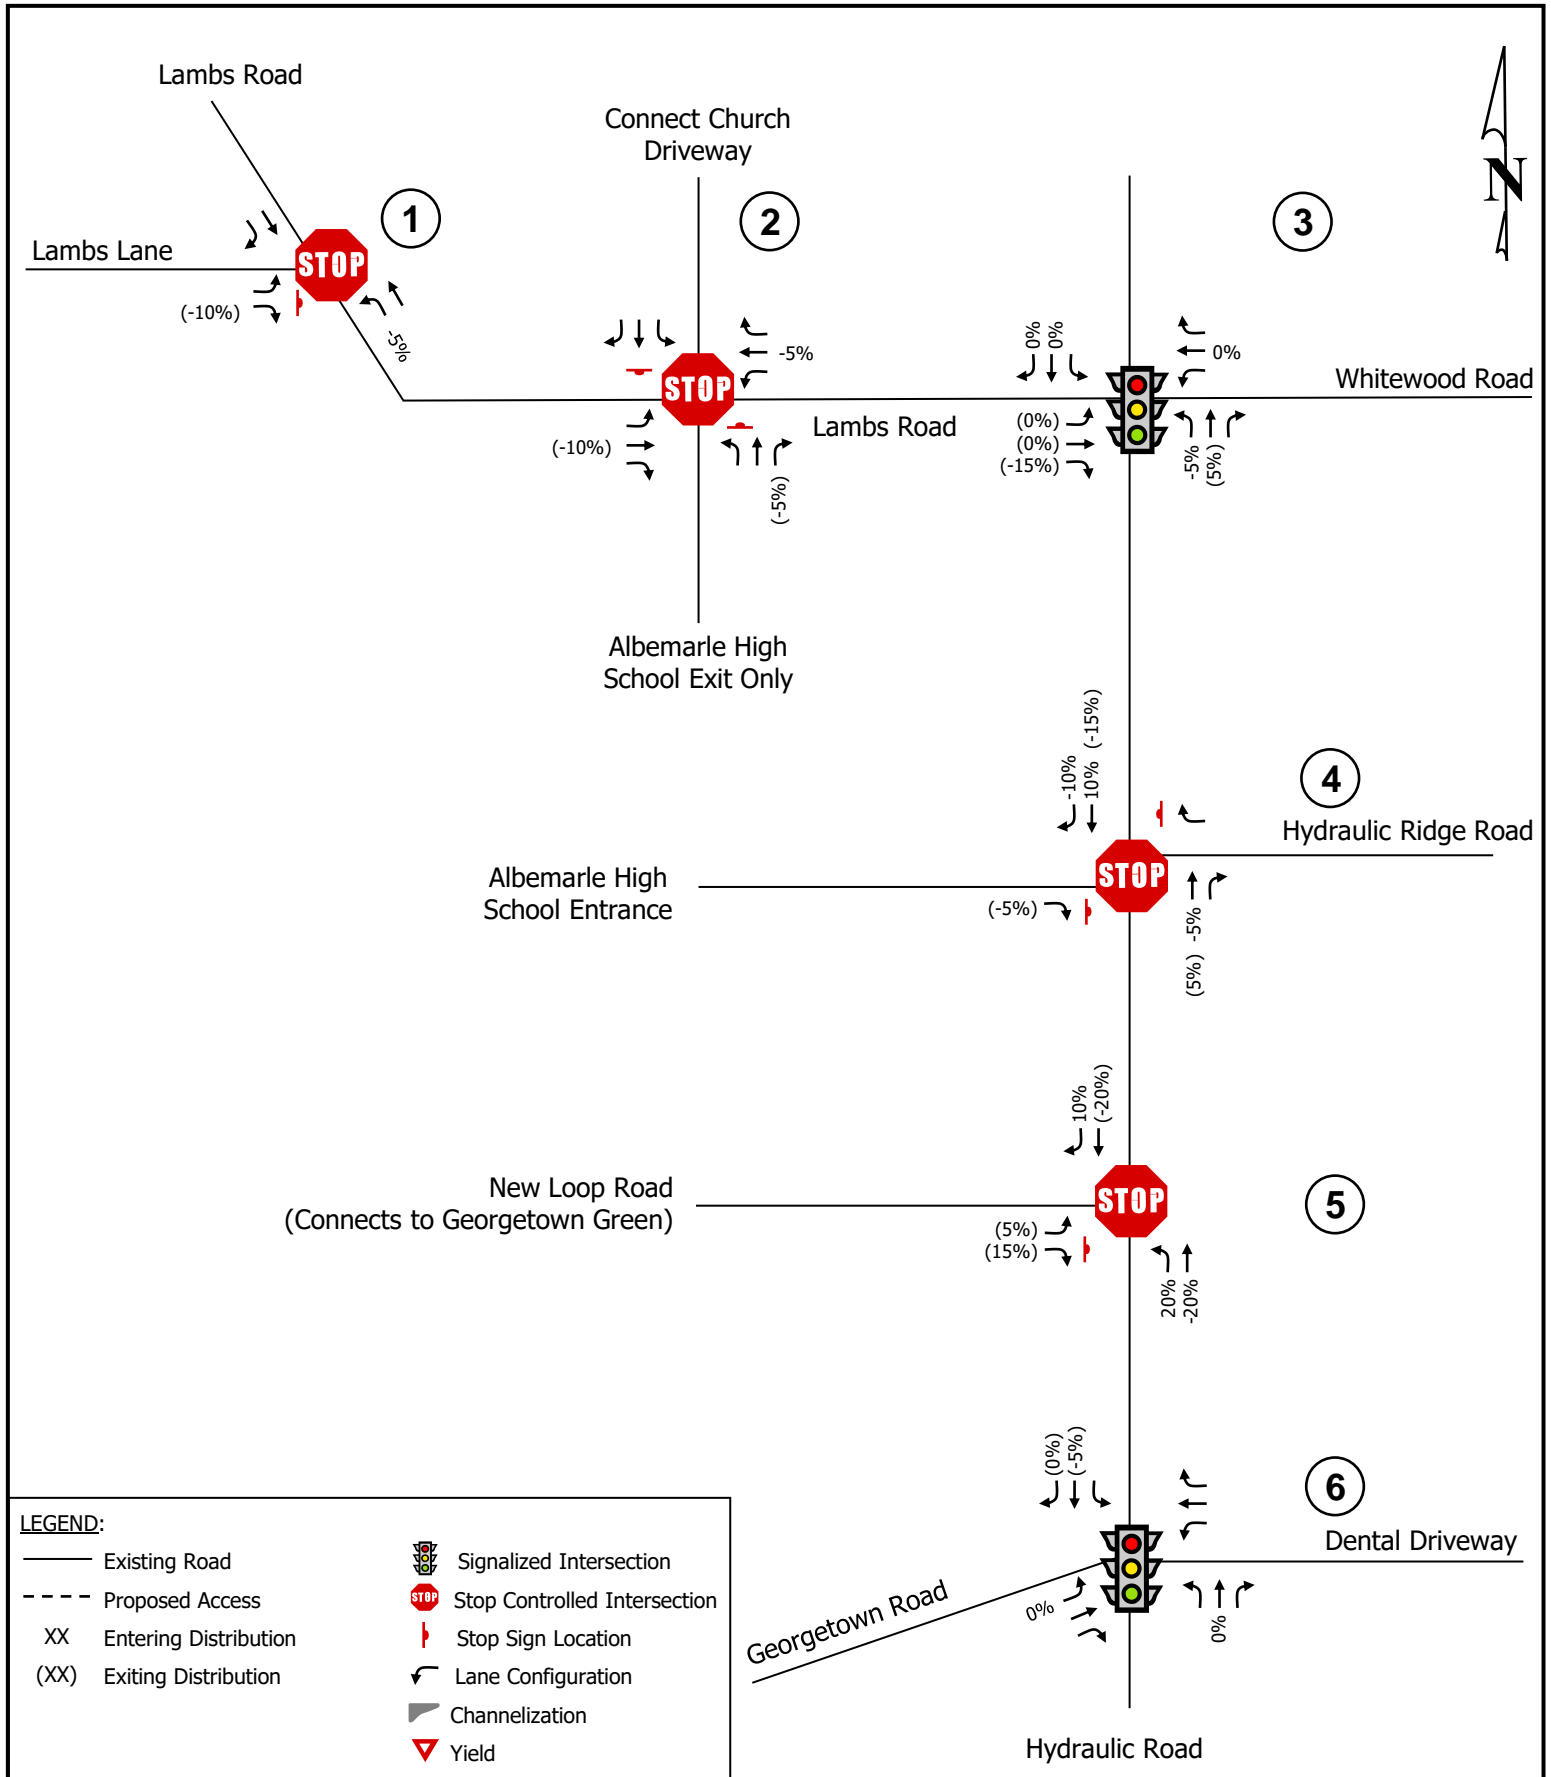 Lambs Road
Connect Church
Driveway
1
2
3
N
Lambs Lane
STOP
(-10%)
-5%
-5%
STOP
(-10%)
(-5%)
Lambs Road
0%
0%
0%
Whitewood Road
(0%)
(0%)
(-15%)
-5%
(5%)
Albemarle High
School Exit Only
-10%
10% (-15%)
4
Hydraulic Ridge Road
Albemarle High
School Entrance
STOP
(-5%)
(5%) -5%
10%
(-20%)
New Loop Road
(Connects to Georgetown Green)
STOP
5
(5%)
(15%)
20%
-20%
(0%)
(-5%)
6
Dental Driveway
Georgetown Road
0%
0%
Hydraulic Road
LEGEND:
Existing Road
Proposed Access
XX Entering Distribution
(XX) Exiting Distribution
Signalized Intersection
STOP Stop Controlled Intersection
Stop Sign Location
Lane Configuration
Channelization
Yield